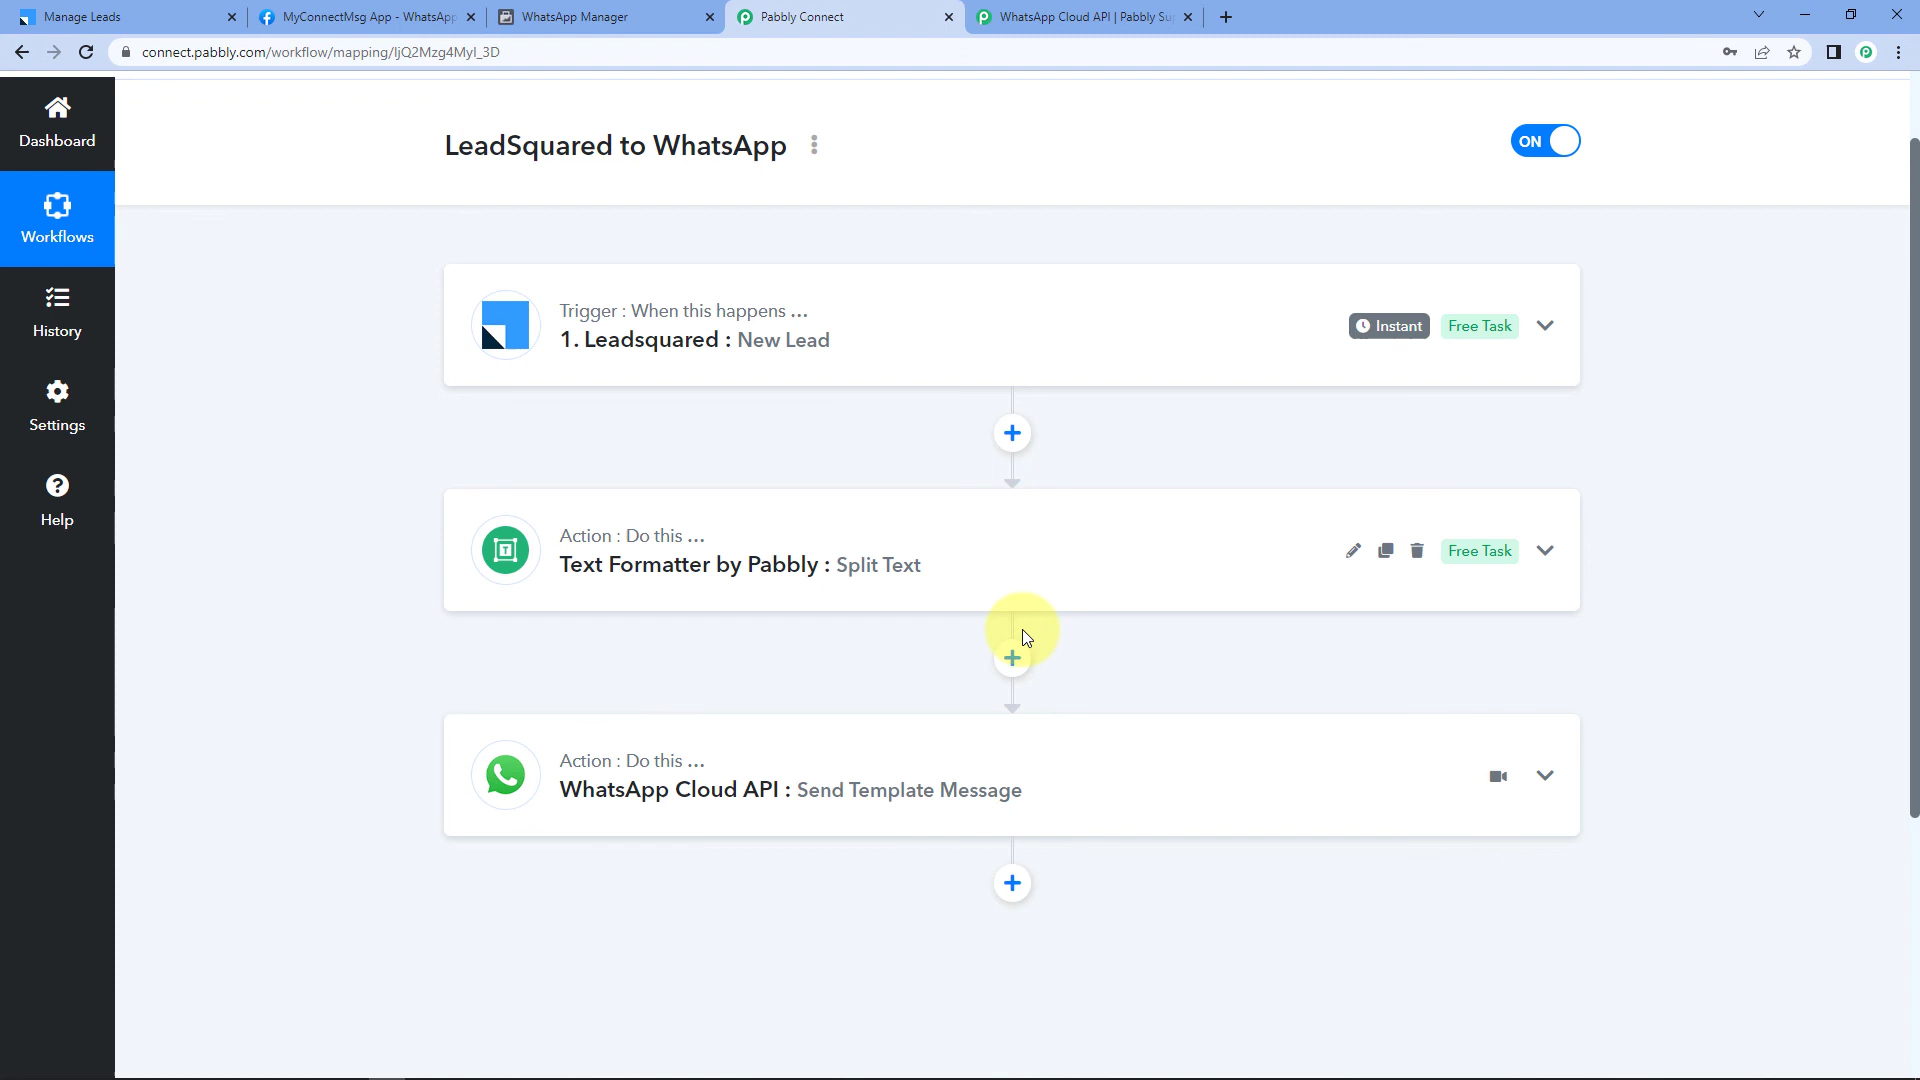 Manage Leads
MyConnectMsg App - WhatsApp
WhatsApp Manager
Pabbly Connect
WhatsApp Cloud API | Pabbly Su
connect.pabbly.com/workflow/mapping/IjQ2Mzg4MyI_3D
Dashboard
Workflows
History
Settings
Help
LeadSquared to WhatsApp
ON
Trigger : When this happens ...
1. Leadsquared : New Lead
Instant
Free Task
Action : Do this ...
Text Formatter by Pabbly : Split Text
Free Task
Action : Do this ...
WhatsApp Cloud API : Send Template Message